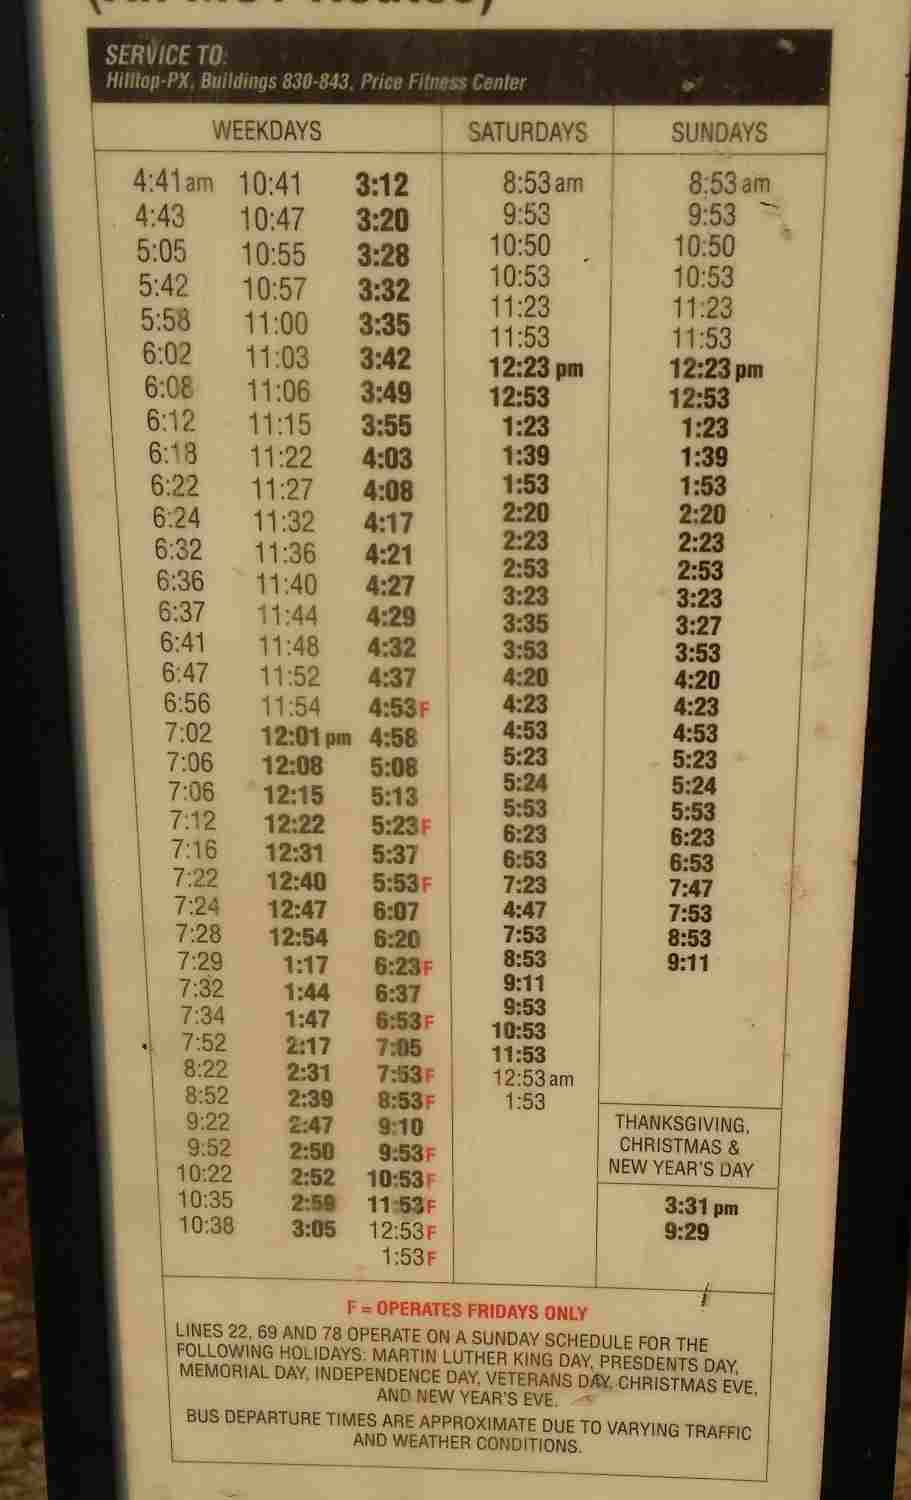 SERVICE TO:
Hilltop-PX, Buildings 830-843, Price Fitness Center
WEEKDAYS SATURDAYS SUNDAYS
4:41 am 10:41 3:12 8:53 am 8:53 am
4:43 10:47 3:20 9:53 9:53
5:05 10:55 3:28 10:50 10:50
5:42 10:57 3:32 10:53 10:53
5:58 11:00 3:35 11:23 11:23
6:02 11:03 3:42 11:53 11:53
6:08 11:06 3:49 12:23 pm 12:23 pm
6:12 11:15 3:55 12:53 12:53
6:18 11:22 4:03 1:23 1:23
6:22 11:27 4:08 1:39 1:39
6:24 11:32 4:17 1:53 1:53
6:32 11:36 4:21 2:20 2:20
6:36 11:40 4:27 2:23 2:23
6:37 11:44 4:29 2:53 2:53
6:41 11:48 4:32 3:23 3:23
6:47 11:52 4:37 3:35 3:27
6:56 11:54 4:53F 3:53 3:53
7:02 12:01 pm 4:58 4:20 4:20
7:06 12:08 5:08 4:23 4:23
7:06 12:15 5:13 4:53 4:53
7:12 12:22 5:23F 5:23 5:23
7:16 12:31 5:37 5:24 5:24
7:22 12:40 5:53F 5:53 5:53
7:24 12:47 6:07 6:23 6:23
7:28 12:54 6:20 6:53 6:53
7:29 1:17 6:23F 7:23 7:47
7:32 1:44 6:37 4:47 7:53
7:34 1:47 6:53F 7:53 8:53
7:52 2:17 7:05 8:53 9:11
8:22 2:31 7:53F 9:11
8:52 2:39 8:53F 9:53
9:22 2:47 9:10 10:53
9:52 2:50 9:53F 11:53
10:22 2:52 10:53F 12:53 am
10:35 2:59 11:53F 1:53
10:38 3:05 12:53F
1:53F
THANKSGIVING,
CHRISTMAS &
NEW YEAR'S DAY
3:31 pm
9:29
F = OPERATES FRIDAYS ONLY
LINES 22, 69 AND 78 OPERATE ON A SUNDAY SCHEDULE FOR THE
FOLLOWING HOLIDAYS: MARTIN LUTHER KING DAY, PRESDENTS DAY,
MEMORIAL DAY, INDEPENDENCE DAY, VETERANS DAY, CHRISTMAS EVE,
AND NEW YEAR'S EVE.
BUS DEPARTURE TIMES ARE APPROXIMATE DUE TO VARYING TRAFFIC
AND WEATHER CONDITIONS.